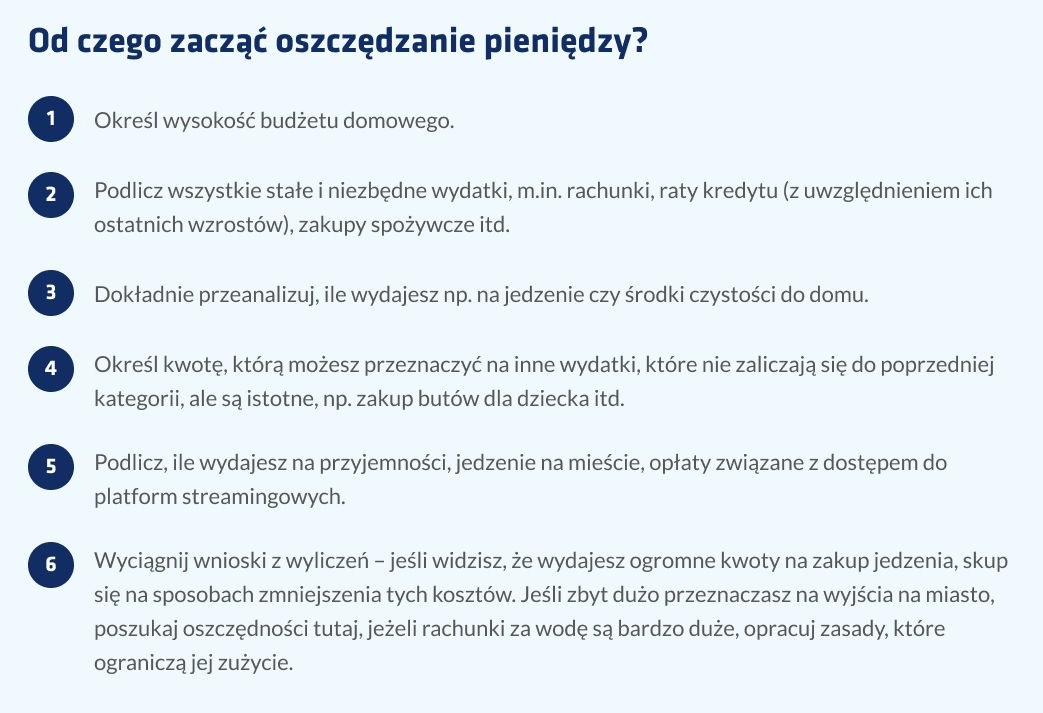 Od czego zacząć oszczędzanie pieniędzy?
1 Określ wysokość budżetu domowego.
2 Podlicz wszystkie stałe i niezbędne wydatki, m.in. rachunki, raty kredytu (z uwzględnieniem ich
ostatnich wzrostów), zakupy spożywcze itd.
3 Dokładnie przeanalizuj, ile wydajesz np. na jedzenie czy środki czystości do domu.
4 Określ kwotę, którą możesz przeznaczyć na inne wydatki, które nie zaliczają się do poprzedniej
kategorii, ale są istotne, np. zakup butów dla dziecka itd.
5 Podlicz, ile wydajesz na przyjemności, jedzenie na mieście, opłaty związane z dostępem do
platform streamingowych.
6 Wyciągnij wnioski z wyliczeń – jeśli widzisz, że wydajesz ogromne kwoty na zakup jedzenia, skup
się na sposobach zmniejszenia tych kosztów. Jeśli zbyt dużo przeznaczasz na wyjścia na miasto,
poszukaj oszczędności tutaj, jeżeli rachunki za wodę są bardzo duże, opracuj zasady, które
ograniczą jej zużycie.